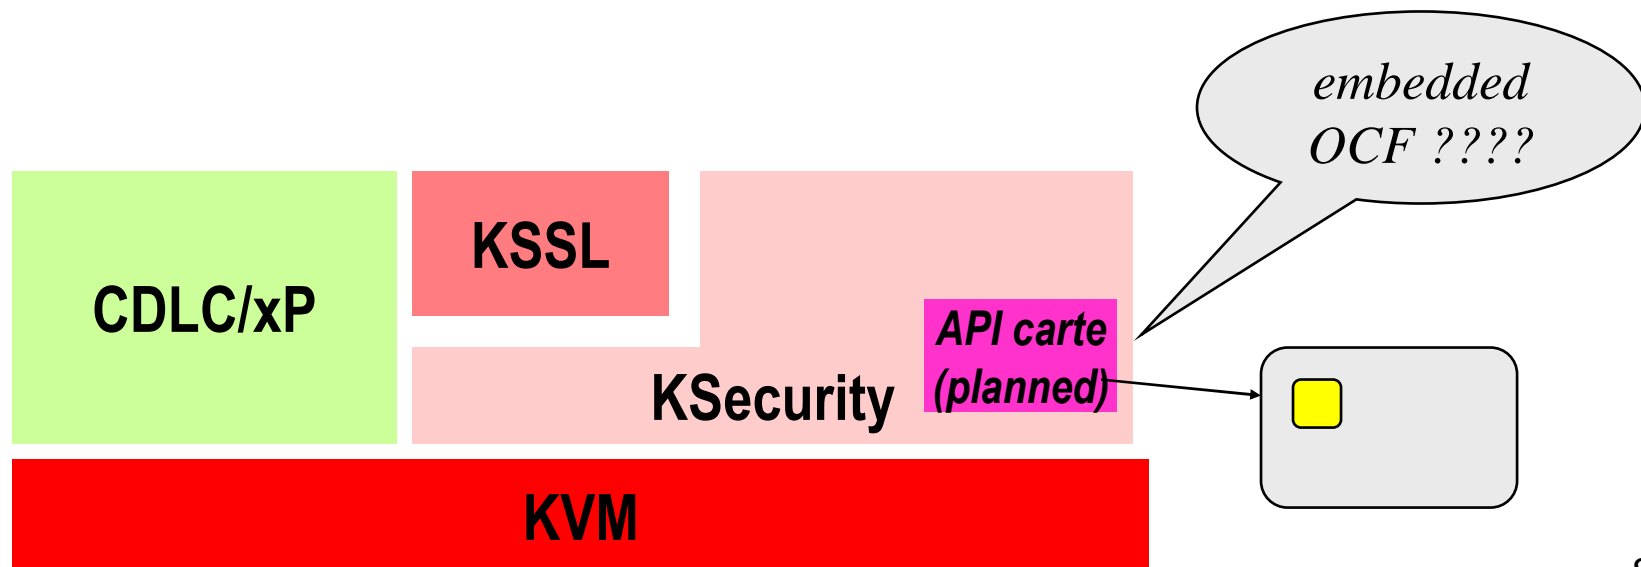 embedded
OCF ????
KSSL
CDLC/xP
API carte
(planned)
KSecurity
KVM